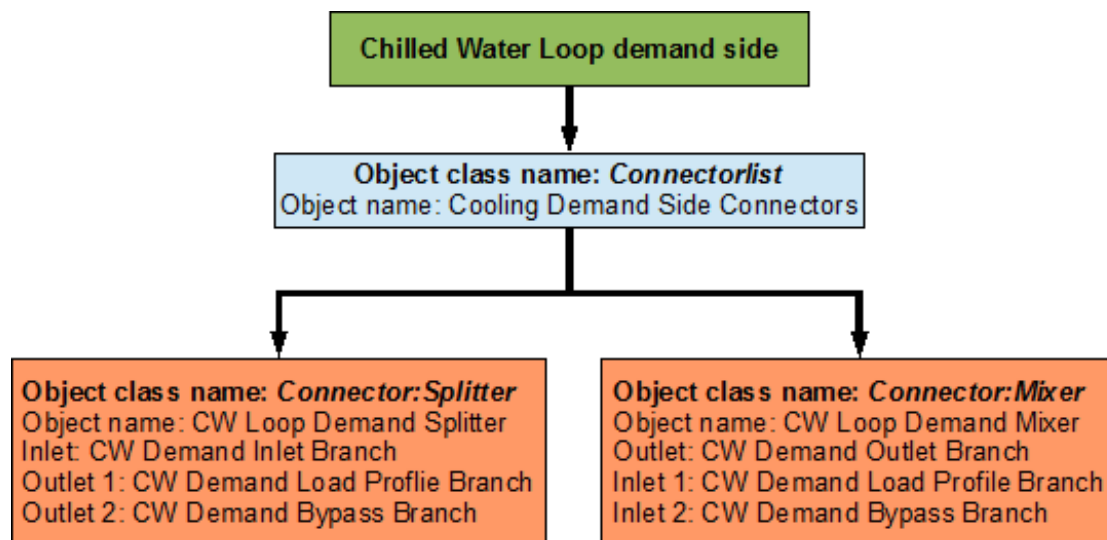 Chilled Water Loop demand side
Object class name: Connectorlist
Object name: Cooling Demand Side Connectors
Object class name: Connector:Splitter
Object name: CW Loop Demand Splitter
Inlet: CW Demand Inlet Branch
Outlet 1: CW Demand Load Proflie Branch
Outlet 2: CW Demand Bypass Branch
Object class name: Connector:Mixer
Object name: CW Loop Demand Mixer
Outlet: CW Demand Outlet Branch
Inlet 1: CW Demand Load Profile Branch
Inlet 2: CW Demand Bypass Branch